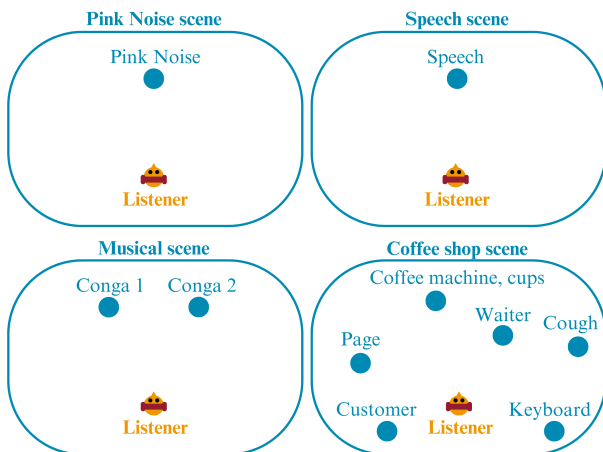 Pink Noise scene
Pink Noise
Listener
Speech scene
Speech
Listener
Musical scene
Conga 1 Conga 2
Listener
Coffee shop scene
Coffee machine, cups
Waiter
Cough
Page
Customer
Keyboard
Listener